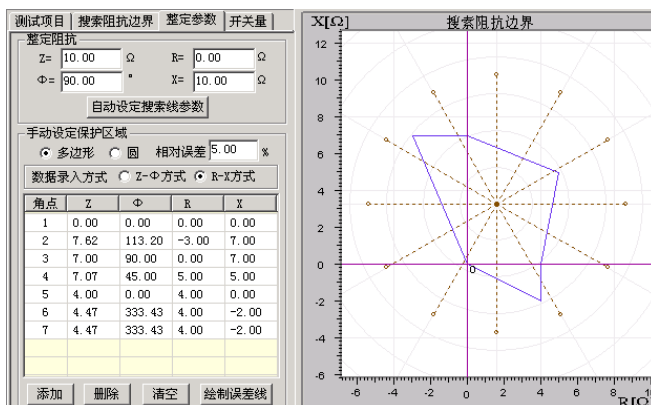 测试项目 搜索阻抗边界 整定参数 开关量
整定阻抗
Z= 10.00 Ω R= 0.00 Ω
Φ= 90.00 ° X= 10.00 Ω
自动设定搜索线参数
手动设定保护区域
多边形 圆 相对误差 5.00 %
数据录入方式 Z-Φ方式 R-X方式
角点 Z Φ R X
1 0.00 0.00 0.00 0.00
2 7.62 113.20 -3.00 7.00
3 7.00 90.00 0.00 7.00
4 7.07 45.00 5.00 5.00
5 4.00 0.00 4.00 0.00
6 4.47 333.43 4.00 -2.00
7 4.47 333.43 4.00 -2.00
添加 删除 清空 绘制误差线
X[Ω] 搜索阻抗边界
12
10
8
6
4
2
0
0
-2
-4
-6
-6 -4 -2 0 2 4 6 8 10
R[Ω]